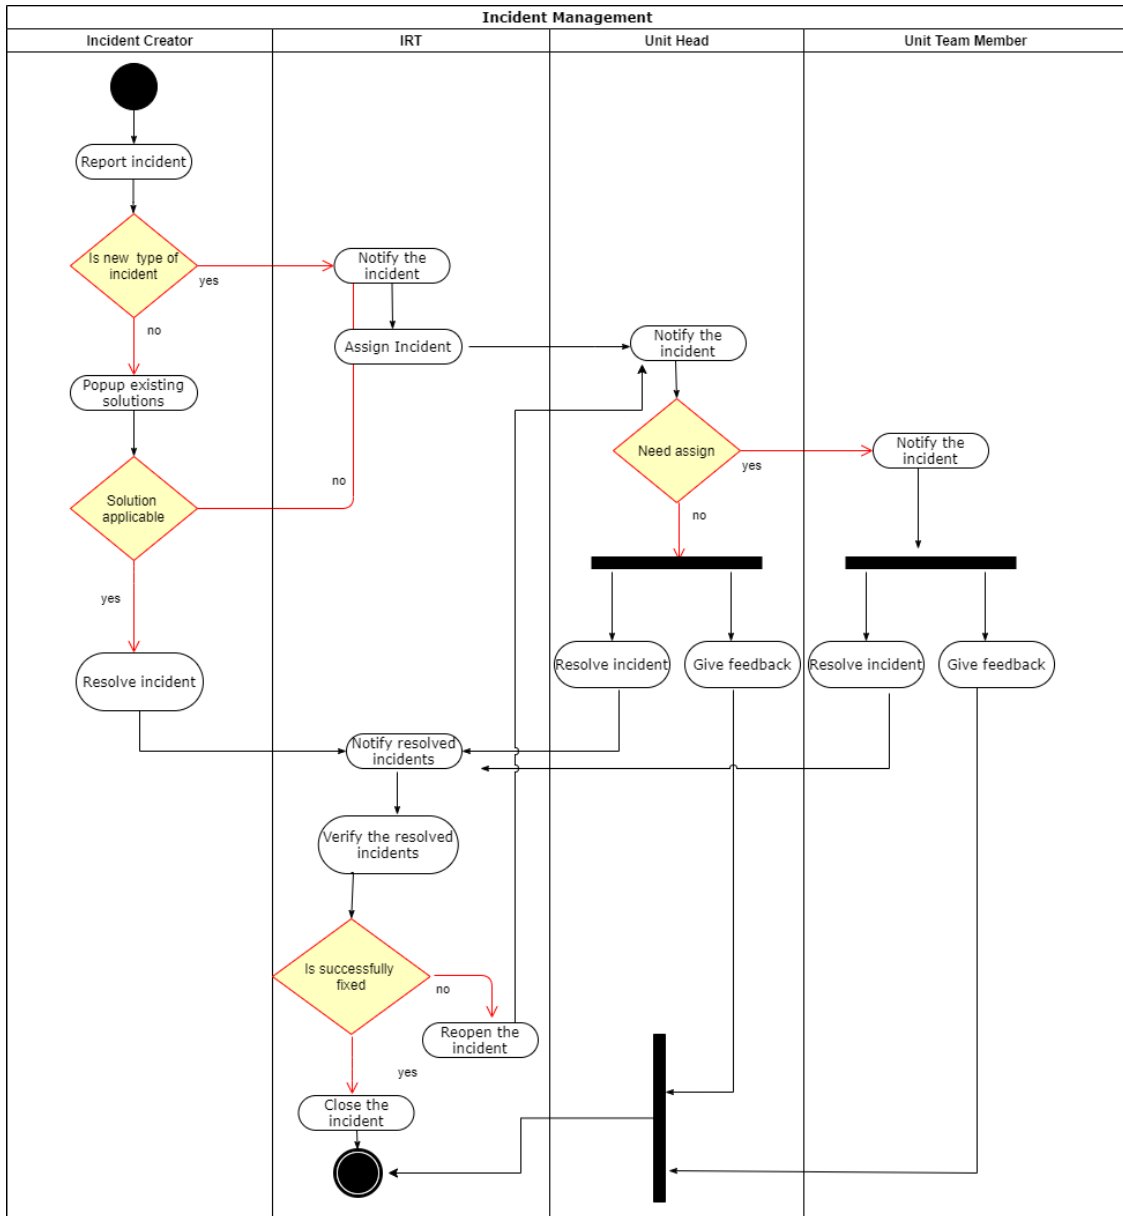 Incident Management
Incident Creator
IRT
Unit Head
Unit Team Member
Report incident
Is new type of
incident
yes
no
Notify the
incident
Assign Incident
Notify the
incident
Popup existing
solutions
Solution
applicable
no
yes
Need assign
yes
no
Notify the
incident
Resolve incident
Resolve incident
Give feedback
Resolve incident
Give feedback
Notify resolved
incidents
Verify the resolved
incidents
Is successfully
fixed
no
yes
Reopen the
incident
Close the
incident